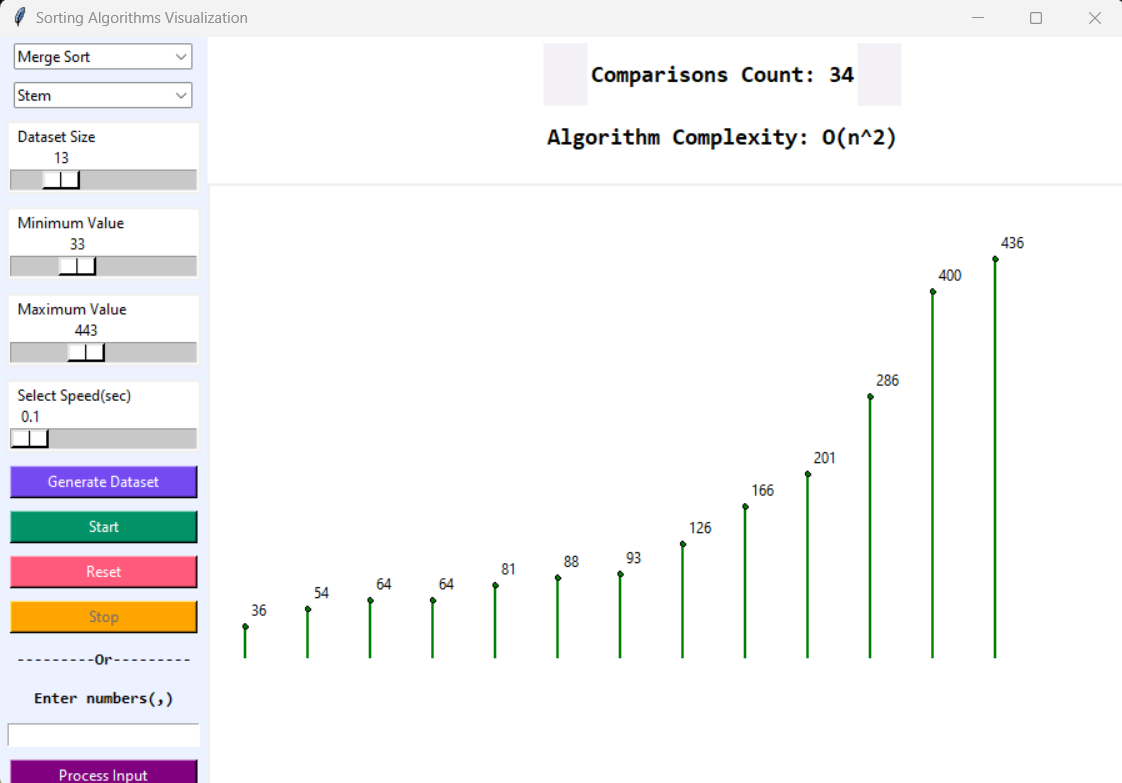 Sorting Algorithms Visualization
Merge Sort
Stem
Dataset Size
13
Minimum Value
33
Maximum Value
443
Select Speed(sec)
0.1
Generate Dataset
Start
Reset
Stop
---------Or---------
Enter numbers(,)
Process Input
Comparisons Count: 34
Algorithm Complexity: O(n^2)
36
54
64
64
81
88
93
126
166
201
286
400
436